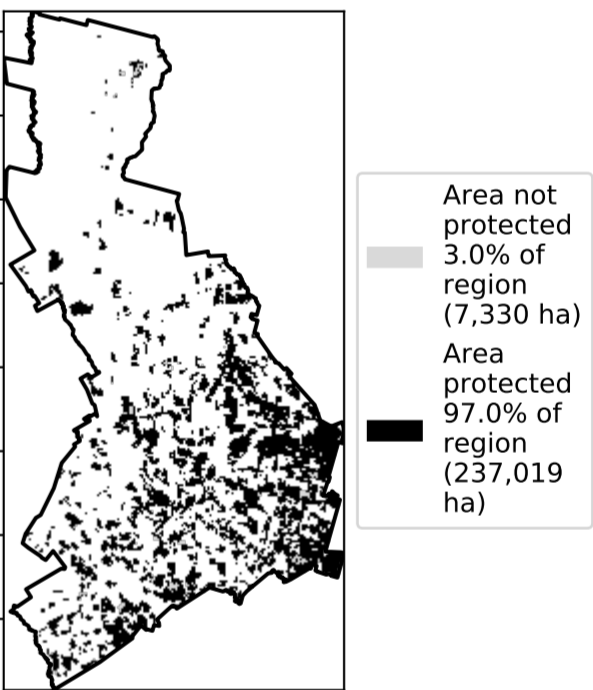 Area not
protected
3.0% of
region
(7,330 ha)
Area
protected
97.0% of
region
(237,019
ha)